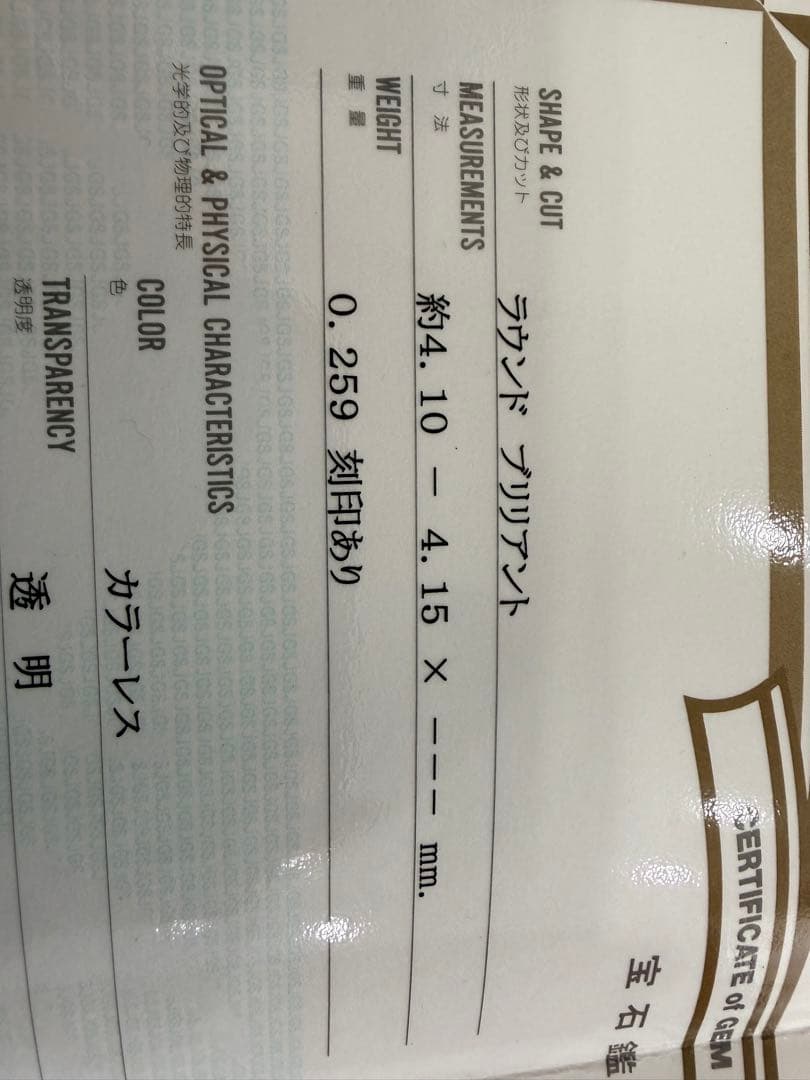 CERTIFICATE of GEM
宝石鑑
SHAPE & CUT
形状及びカット
ラウンド ブリリアント
MEASUREMENTS
寸法
約4.10 － 4.15 × －－－ mm.
WEIGHT
重量
0.259 刻印あり
OPTICAL & PHYSICAL CHARACTERISTICS
光学的及び物理的特長
COLOR
色
カラーレス
TRANSPARENCY
透明度
透明